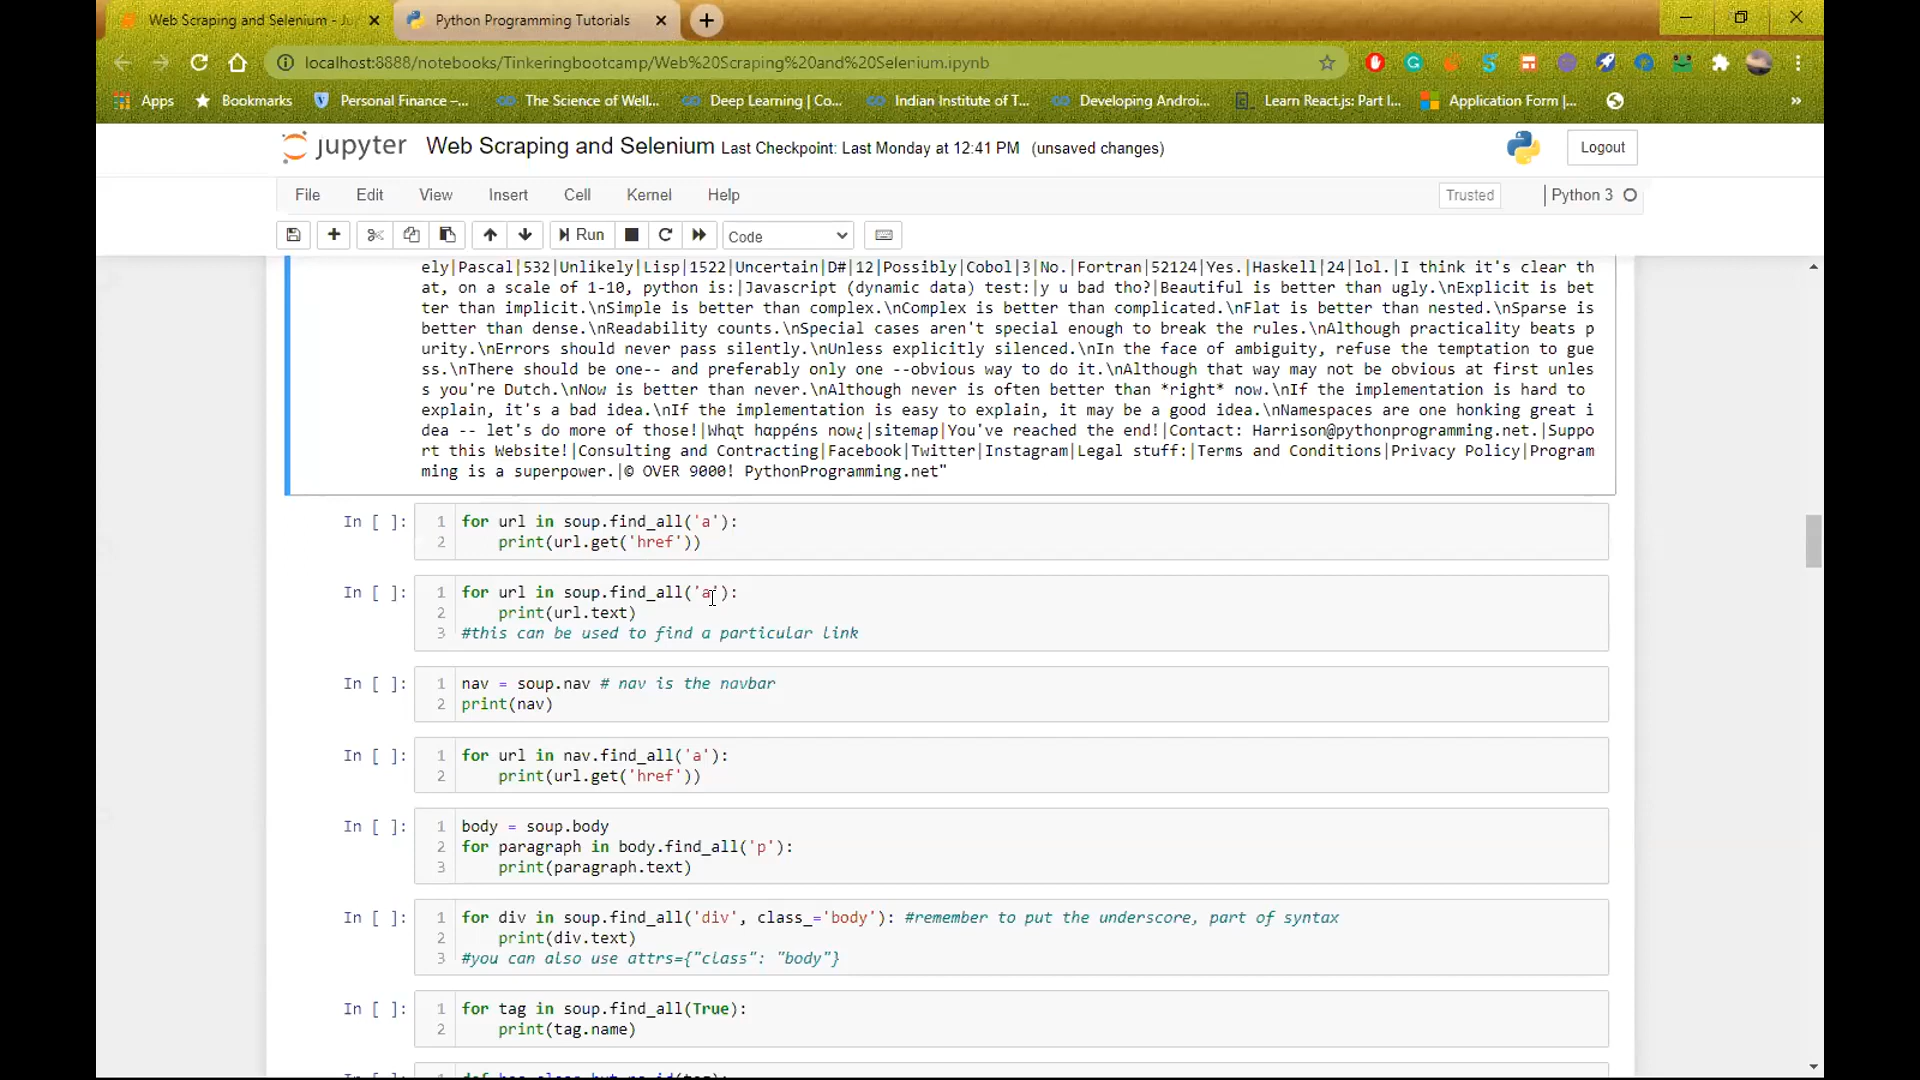 Web Scraping and Selenium - Ju
Python Programming Tutorials
localhost:8888/notebooks/Tinkeringbootcamp/Web%20Scraping%20and%20Selenium.ipynb
Apps Bookmarks Personal Finance –... The Science of Well... Deep Learning | Co... Indian Institute of T... Developing Androi... Learn React.js: Part I... Application Form |... »
jupyter Web Scraping and Selenium Last Checkpoint: Last Monday at 12:41 PM (unsaved changes) Logout
File Edit View Insert Cell Kernel Help Trusted Python 3
Run Code
ely|Pascal|532|Unlikely|Lisp|1522|Uncertain|D#|12|Possibly|Cobol|3|No.|Fortran|52124|Yes.|Haskell|24|lol.|I think it's clear th
at, on a scale of 1-10, python is:|Javascript (dynamic data) test:|y u bad tho?|Beautiful is better than ugly.\nExplicit is bet
ter than implicit.\nSimple is better than complex.\nComplex is better than complicated.\nFlat is better than nested.\nSparse is
better than dense.\nReadability counts.\nSpecial cases aren't special enough to break the rules.\nAlthough practicality beats p
urity.\nErrors should never pass silently.\nUnless explicitly silenced.\nIn the face of ambiguity, refuse the temptation to gue
ss.\nThere should be one-- and preferably only one --obvious way to do it.\nAlthough that way may not be obvious at first unles
s you're Dutch.\nNow is better than never.\nAlthough never is often better than *right* now.\nIf the implementation is hard to
explain, it's a bad idea.\nIf the implementation is easy to explain, it may be a good idea.\nNamespaces are one honking great i
dea -- let's do more of those!|Whąt hąppéns now¿|sitemap|You've reached the end!|Contact: Harrison@pythonprogramming.net.|Suppo
rt this Website!|Consulting and Contracting|Facebook|Twitter|Instagram|Legal stuff:|Terms and Conditions|Privacy Policy|Program
ming is a superpower.|© OVER 9000! PythonProgramming.net"
In [ ]: 1 for url in soup.find_all('a'):
2 print(url.get('href'))
In [ ]: 1 for url in soup.find_all('a'):
2 print(url.text)
3 #this can be used to find a particular link
In [ ]: 1 nav = soup.nav # nav is the navbar
2 print(nav)
In [ ]: 1 for url in nav.find_all('a'):
2 print(url.get('href'))
In [ ]: 1 body = soup.body
2 for paragraph in body.find_all('p'):
3 print(paragraph.text)
In [ ]: 1 for div in soup.find_all('div', class_='body'): #remember to put the underscore, part of syntax
2 print(div.text)
3 #you can also use attrs={"class": "body"}
In [ ]: 1 for tag in soup.find_all(True):
2 print(tag.name)